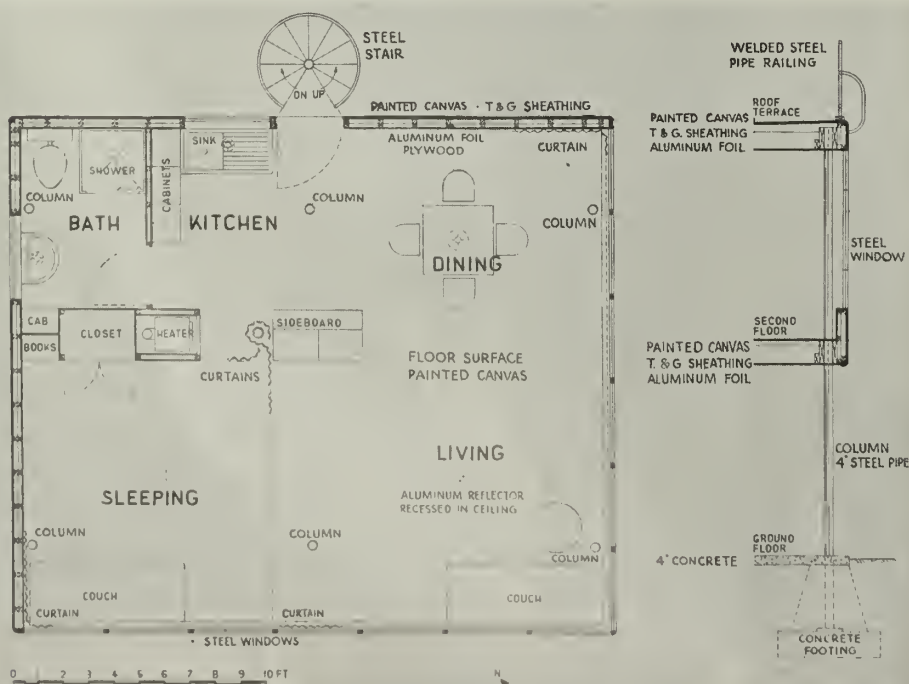 STEEL
STAIR
DN UP
PAINTED CANVAS · T & G SHEATHING
ALUMINUM FOIL
PLYWOOD
CURTAIN
SINK
SHOWER
CABINETS
COLUMN
COLUMN
COLUMN
BATH
KITCHEN
DINING
CAB
BOOKS
CLOSET
HEATER
SIDEBOARD
CURTAINS
FLOOR SURFACE
PAINTED CANVAS
LIVING
SLEEPING
ALUMINUM REFLECTOR
RECESSED IN CEILING
COLUMN
COLUMN
COLUMN
COUCH
COUCH
CURTAIN
CURTAIN
· STEEL WINDOWS
0 1 2 3 4 5 6 7 8 9 10 FT
N
WELDED STEEL
PIPE RAILING
ROOF
TERRACE
PAINTED CANVAS
T & G. SHEATHING
ALUMINUM FOIL
STEEL
WINDOW
SECOND
FLOOR
PAINTED CANVAS
T. & G SHEATHING
ALUMINUM FOIL
COLUMN
4" STEEL PIPE
GROUND
FLOOR
4" CONCRETE
CONCRETE
FOOTING